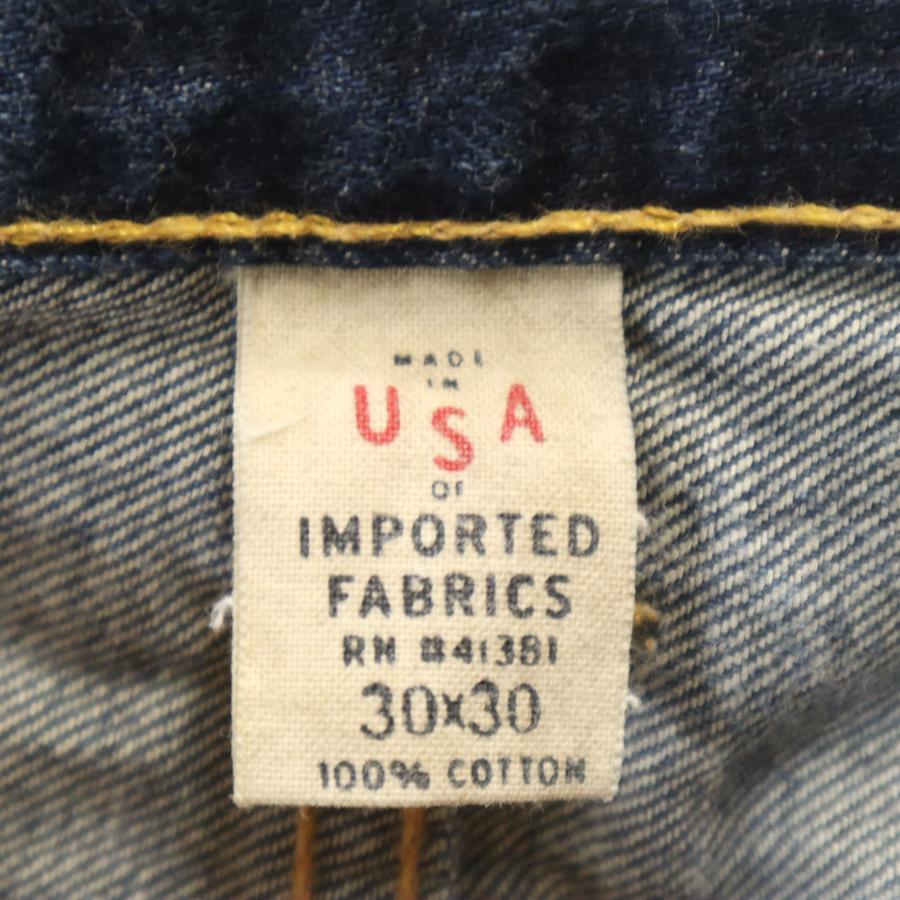 MADE
IN
USA
OF
IMPORTED
FABRICS
RN #41381
30x30
100% COTTON